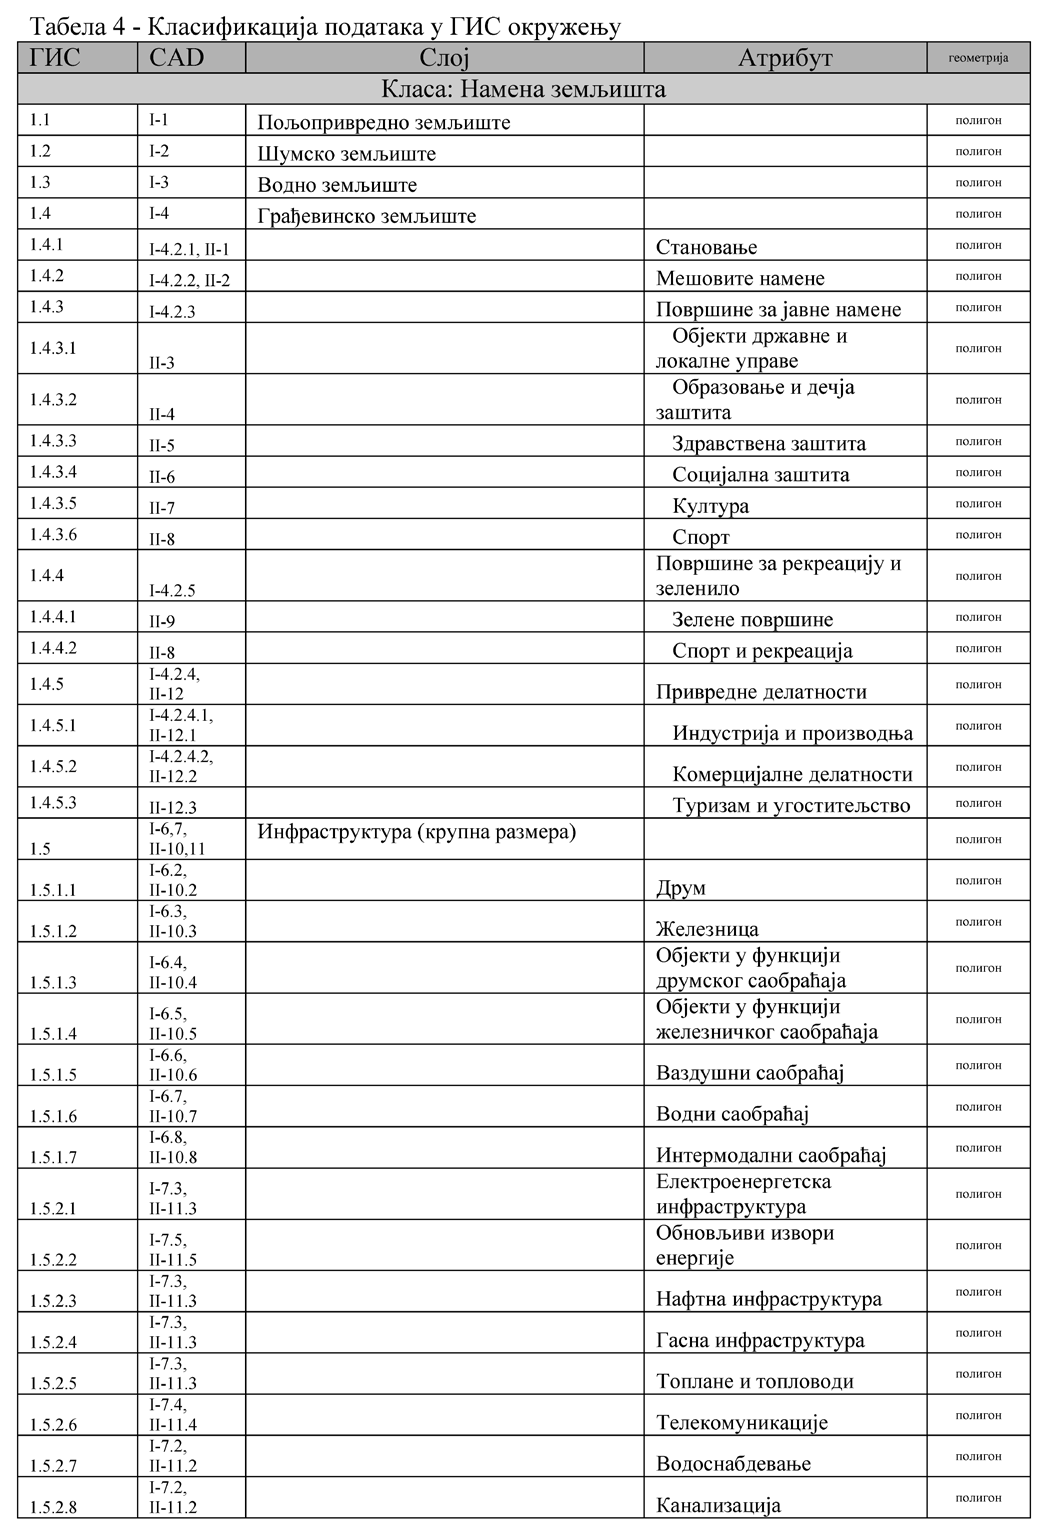 Табела 4 - Класификација података у ГИС окружењу
ГИС CAD Слој Атрибут геометрија
Класа: Намена земљишта
1.1 I-1 Пољопривредно земљиште полигон
1.2 I-2 Шумско земљиште полигон
1.3 I-3 Водно земљиште полигон
1.4 I-4 Грађевинско земљиште полигон
1.4.1 I-4.2.1, II-1 Становање полигон
1.4.2 I-4.2.2, II-2 Мешовите намене полигон
1.4.3 I-4.2.3 Површине за јавне намене полигон
1.4.3.1 II-3 Објекти државне и
локалне управе полигон
1.4.3.2 II-4 Образовање и дечја
заштита полигон
1.4.3.3 II-5 Здравствена заштита полигон
1.4.3.4 II-6 Социјална заштита полигон
1.4.3.5 II-7 Култура полигон
1.4.3.6 II-8 Спорт полигон
1.4.4 I-4.2.5 Површине за рекреацију и
зеленило полигон
1.4.4.1 II-9 Зелене површине полигон
1.4.4.2 II-8 Спорт и рекреација полигон
1.4.5 I-4.2.4,
II-12 Привредне делатности полигон
1.4.5.1 I-4.2.4.1,
II-12.1 Индустрија и производња полигон
1.4.5.2 I-4.2.4.2,
II-12.2 Комерцијалне делатности полигон
1.4.5.3 II-12.3 Туризам и угоститељство полигон
1.5 I-6,7,
II-10,11 Инфраструктура (крупна размера) полигон
1.5.1.1 I-6.2,
II-10.2 Друм полигон
1.5.1.2 I-6.3,
II-10.3 Железница полигон
1.5.1.3 I-6.4,
II-10.4 Објекти у функцији
друмског саобраћаја полигон
1.5.1.4 I-6.5,
II-10.5 Објекти у функцији
железничког саобраћаја полигон
1.5.1.5 I-6.6,
II-10.6 Ваздушни саобраћај полигон
1.5.1.6 I-6.7,
II-10.7 Водни саобраћај полигон
1.5.1.7 I-6.8,
II-10.8 Интермодални саобраћај полигон
1.5.2.1 I-7.3,
II-11.3 Електроенергетска
инфраструктура полигон
1.5.2.2 I-7.5,
II-11.5 Обновљиви извори
енергије полигон
1.5.2.3 I-7.3,
II-11.3 Нафтна инфраструктура полигон
1.5.2.4 I-7.3,
II-11.3 Гасна инфраструктура полигон
1.5.2.5 I-7.3,
II-11.3 Топлане и топловоди полигон
1.5.2.6 I-7.4,
II-11.4 Телекомуникације полигон
1.5.2.7 I-7.2,
II-11.2 Водоснабдевање полигон
1.5.2.8 I-7.2,
II-11.2 Канализација полигон